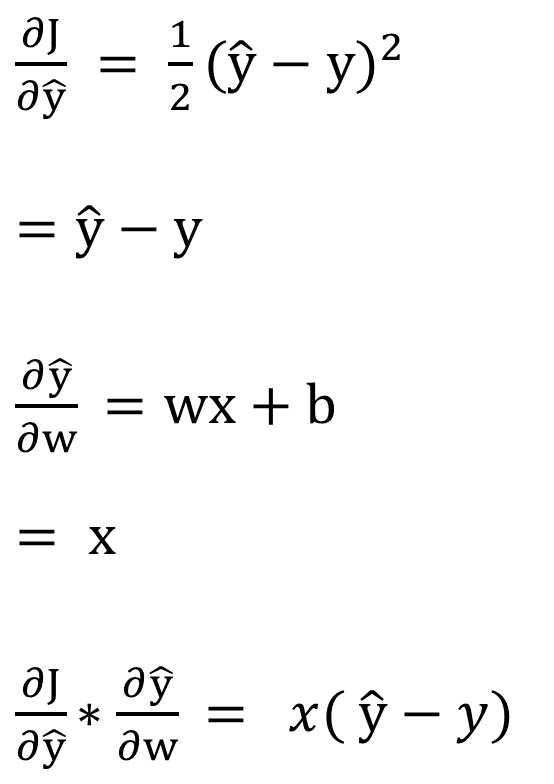 ∂J/∂ŷ = 1/2 (ŷ − y)²
= ŷ − y
∂ŷ/∂w = wx + b
= x
∂J/∂ŷ * ∂ŷ/∂w = x( ŷ − y)